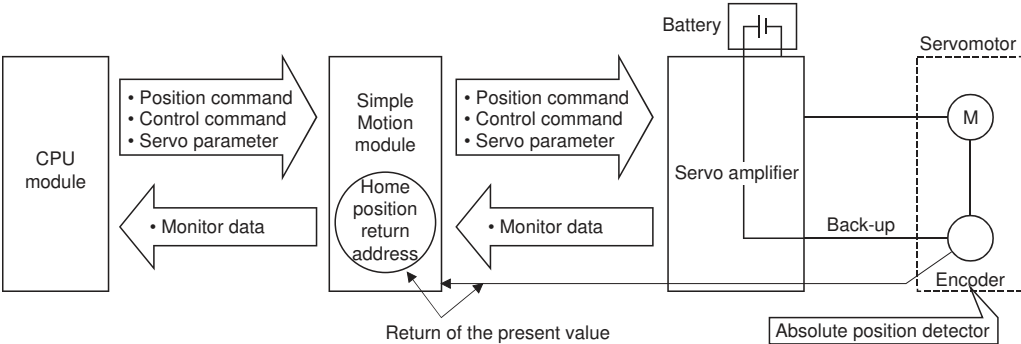 Battery
Servomotor
CPU
module
• Position command
• Control command
• Servo parameter
• Monitor data
Simple
Motion
module
Home
position
return
address
• Position command
• Control command
• Servo parameter
• Monitor data
Servo amplifier
M
Back-up
Encoder
Return of the present value
Absolute position detector